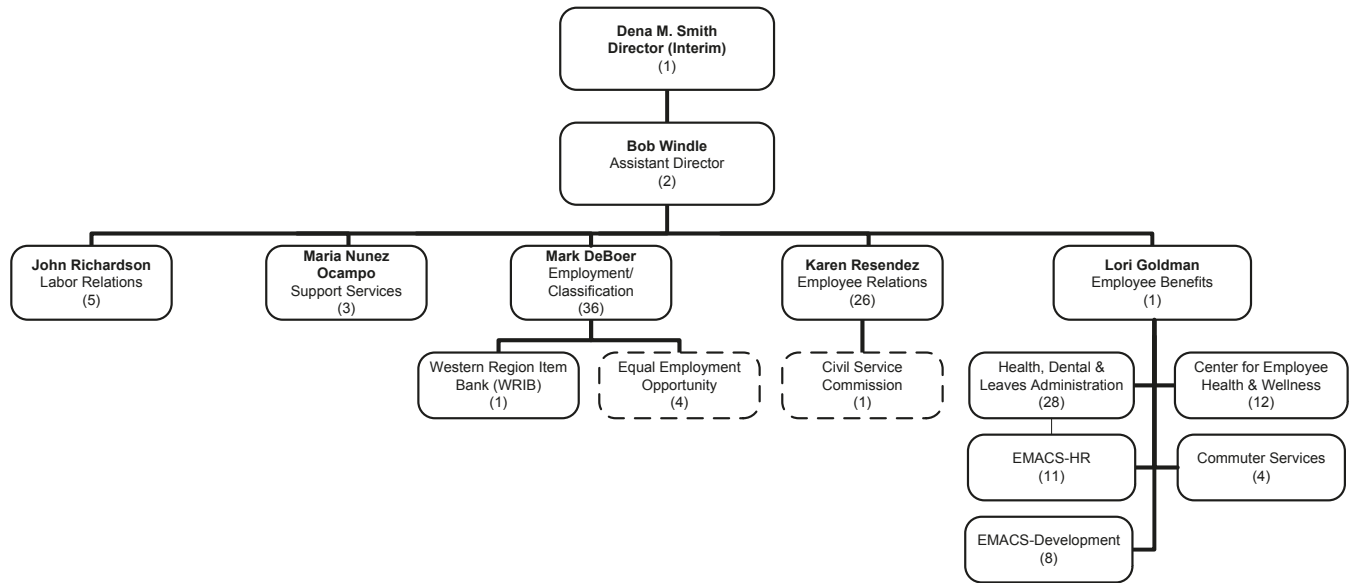 Dena M. Smith
Director (Interim)
(1)
Bob Windle
Assistant Director
(2)
John Richardson
Labor Relations
(5)
Maria Nunez
Ocampo
Support Services
(3)
Mark DeBoer
Employment/
Classification
(36)
Karen Resendez
Employee Relations
(26)
Lori Goldman
Employee Benefits
(1)
Western Region Item
Bank (WRIB)
(1)
Equal Employment
Opportunity
(4)
Civil Service
Commission
(1)
Health, Dental &
Leaves Administration
(28)
Center for Employee
Health & Wellness
(12)
EMACS-HR
(11)
Commuter Services
(4)
EMACS-Development
(8)